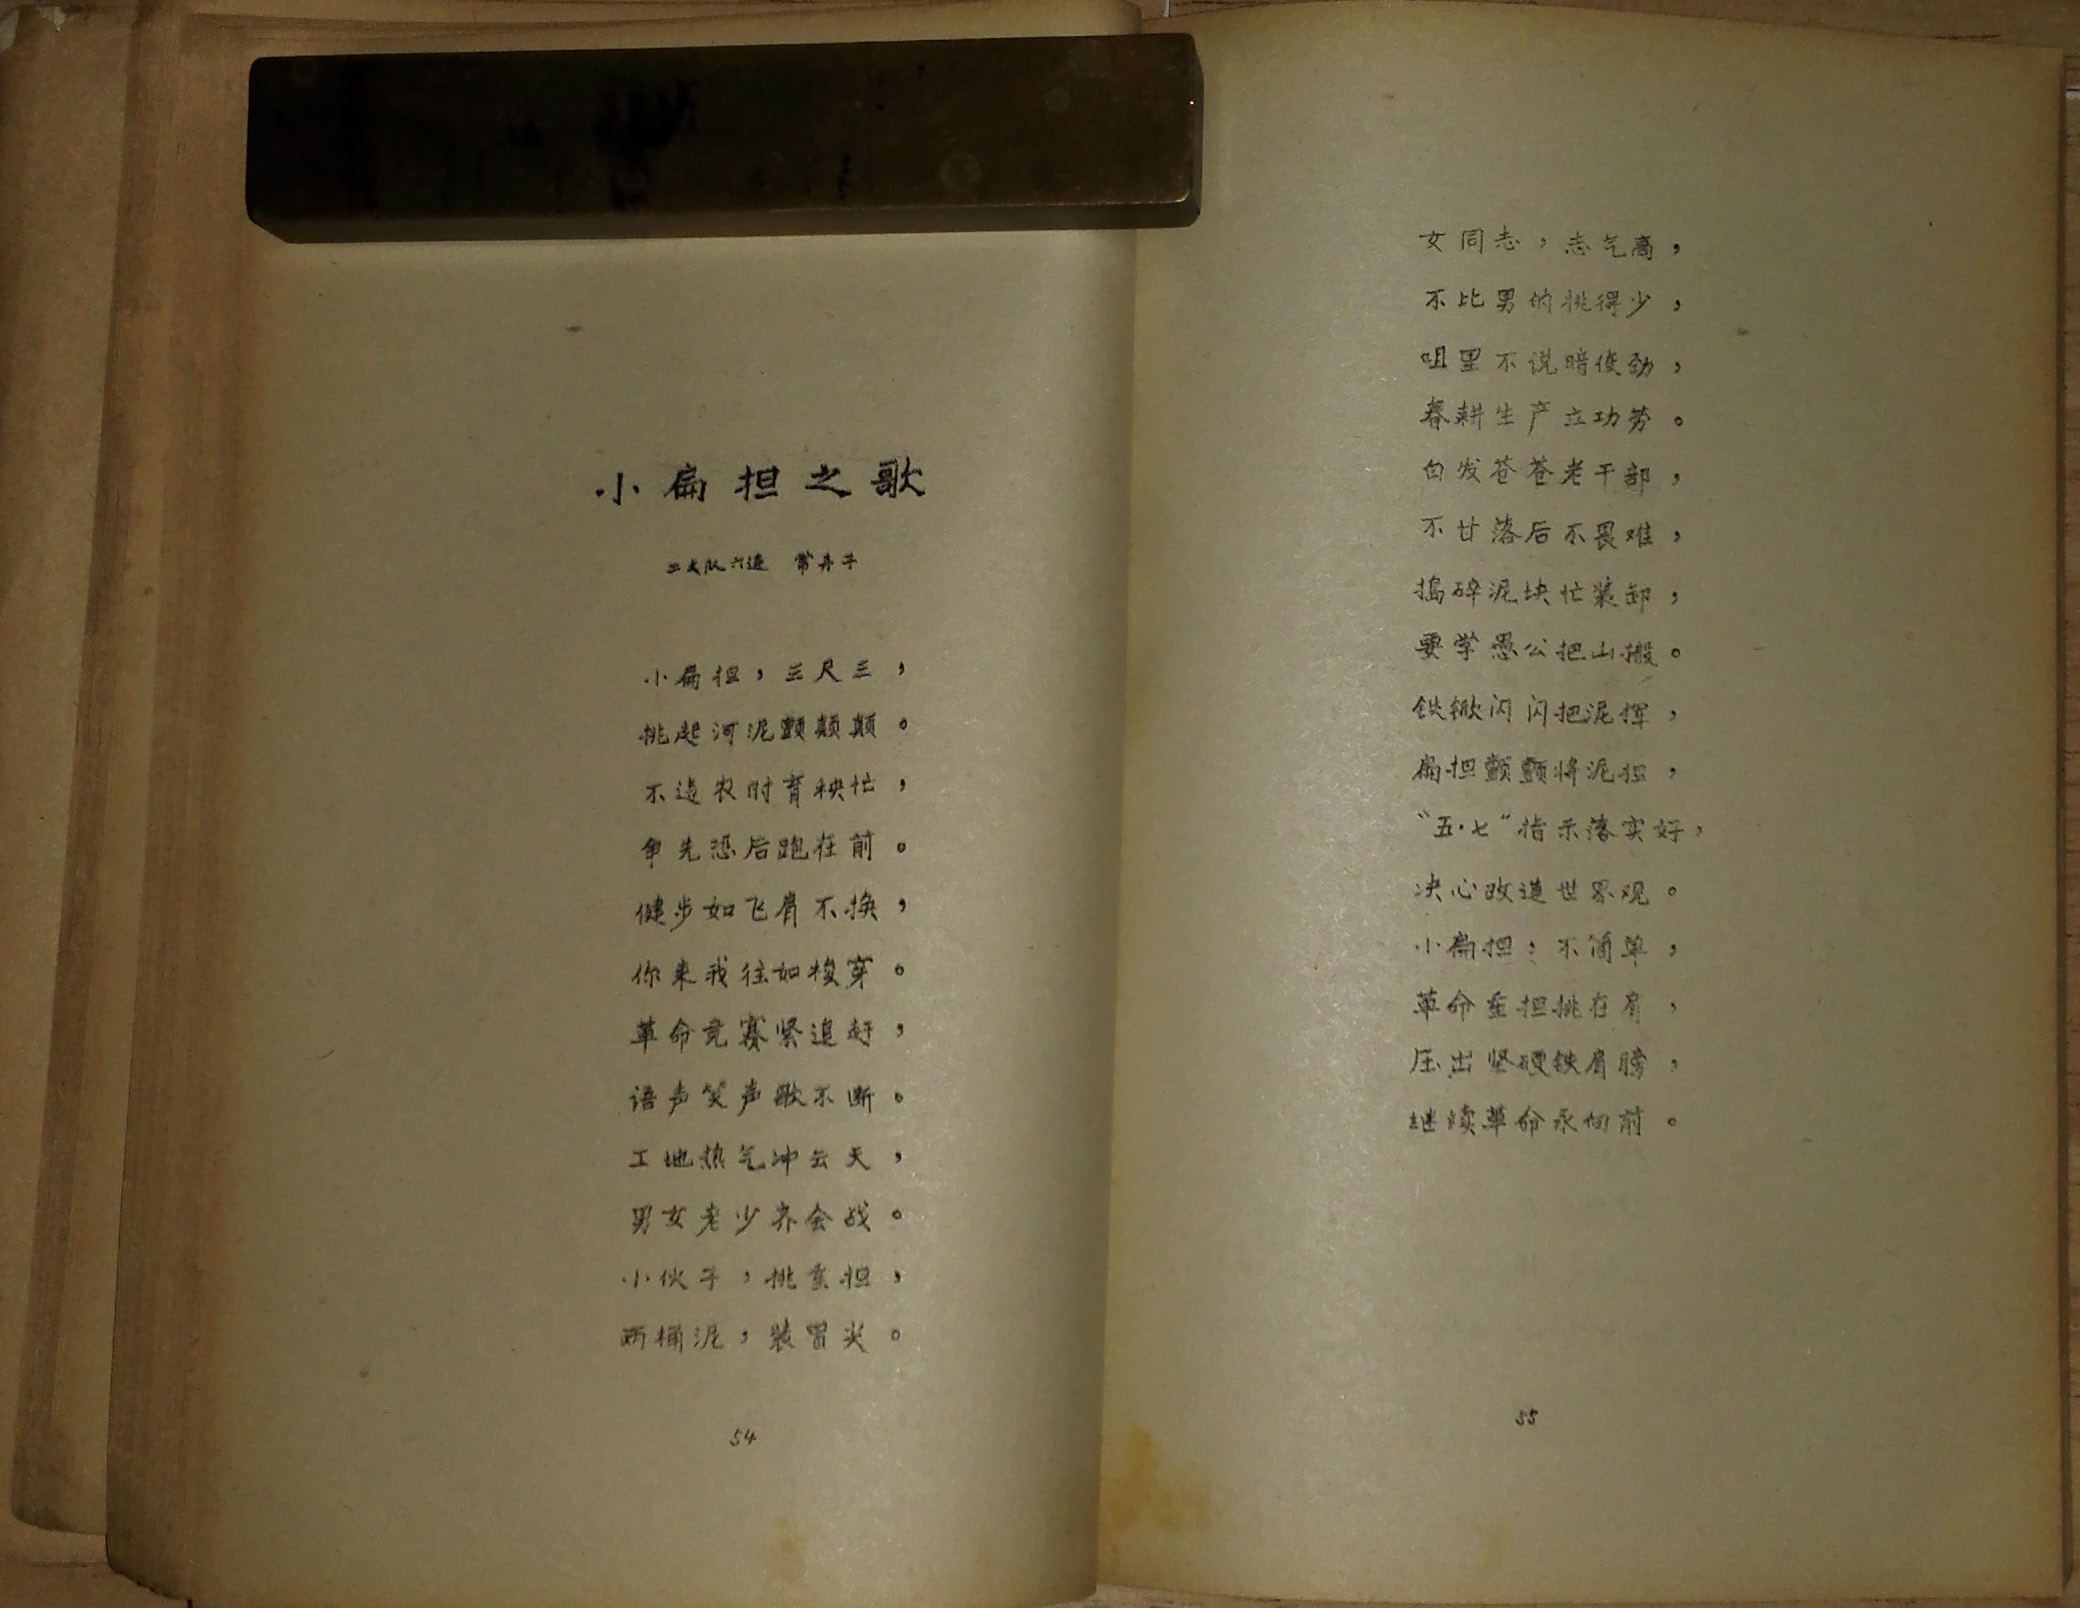 小扁担之歌
二大队六连 常丹子
小扁担，三尺三，
挑起河泥颤颠颠。
不违农时育秧忙，
争先恐后跑在前。
健步如飞肩不换，
你来我往如梭穿。
革命竞赛紧追赶，
语声笑声歌不断。
工地热气冲云天，
男女老少齐会战。
小伙子，挑重担，
两桶泥，装冒尖。
54
女同志，志气高，
不比男的挑得少，
咀里不说暗使劲，
春耕生产立功劳。
白发苍苍老干部，
不甘落后不畏难，
捣碎泥块忙装卸，
要学愚公把山搬。
铁锨闪闪把泥挥，
扁担颤颤将泥担，
“五·七”指示落实好，
决心改造世界观。
小扁担，不简单，
革命重担挑在肩，
压出坚硬铁肩膀，
继续革命永向前。
55